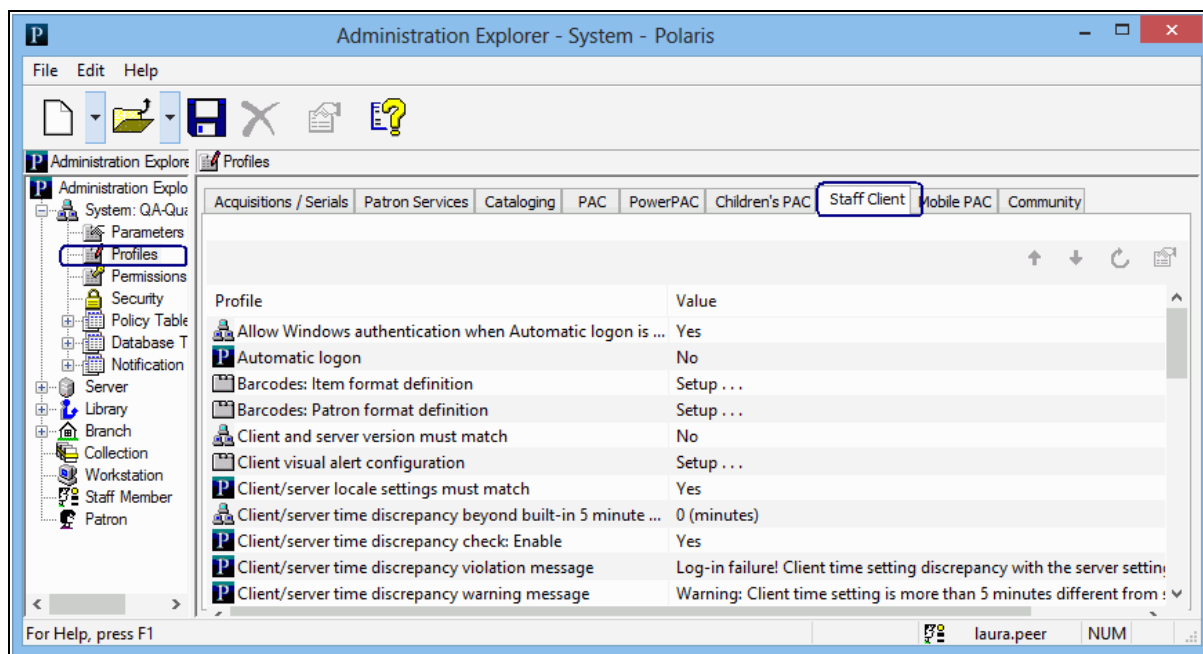 Administration Explorer - System - Polaris
File Edit Help
Administration Explore
Profiles
Administration Explo
System: QA-Qua
Parameters
Profiles
Permissions
Security
Policy Table
Database T
Notification
Server
Library
Branch
Collection
Workstation
Staff Member
Patron
Acquisitions / Serials Patron Services Cataloging PAC PowerPAC Children's PAC Staff Client Mobile PAC Community
Profile Value
Allow Windows authentication when Automatic logon is ... Yes
Automatic logon No
Barcodes: Item format definition Setup . . .
Barcodes: Patron format definition Setup . . .
Client and server version must match No
Client visual alert configuration Setup . . .
Client/server locale settings must match Yes
Client/server time discrepancy beyond built-in 5 minute ... 0 (minutes)
Client/server time discrepancy check: Enable Yes
Client/server time discrepancy violation message Log-in failure! Client time setting discrepancy with the server setting
Client/server time discrepancy warning message Warning: Client time setting is more than 5 minutes different from
For Help, press F1 laura.peer NUM